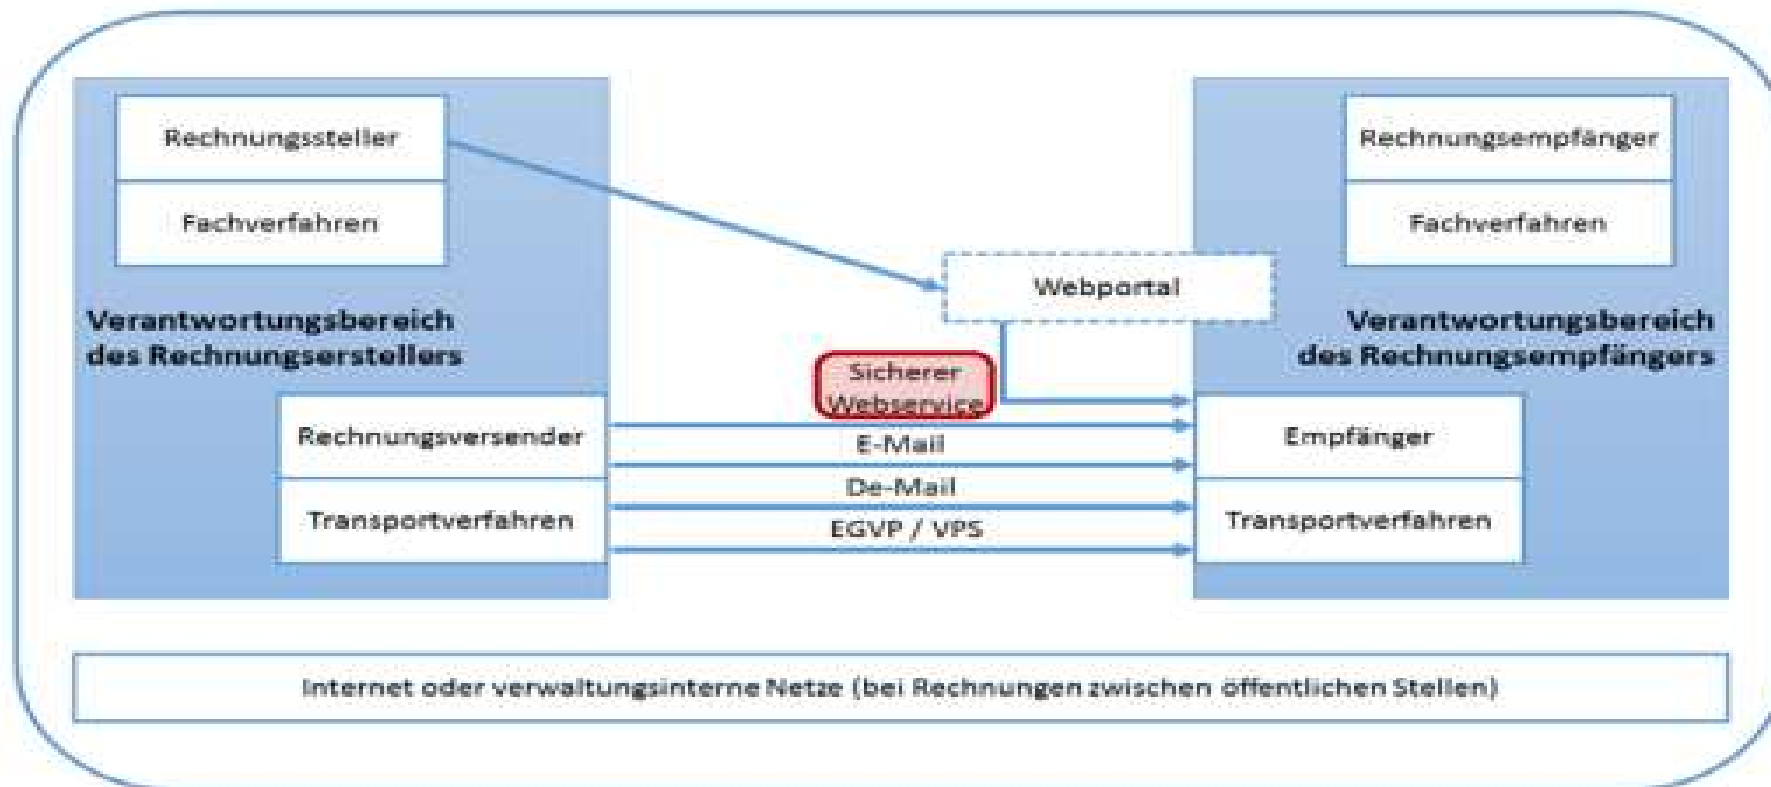 Rechnungssteller
Fachverfahren
Verantwortungsbereich
des Rechnungserstellers
Rechnungsversender
Transportverfahren
Webportal
Sicherer
Webservice
E-Mail
De-Mail
EGVP / VPS
Rechnungsempfänger
Fachverfahren
Verantwortungsbereich
des Rechnungsempfängers
Empfänger
Transportverfahren
Internet oder verwaltungsinterne Netze (bei Rechnungen zwischen öffentlichen Stellen)